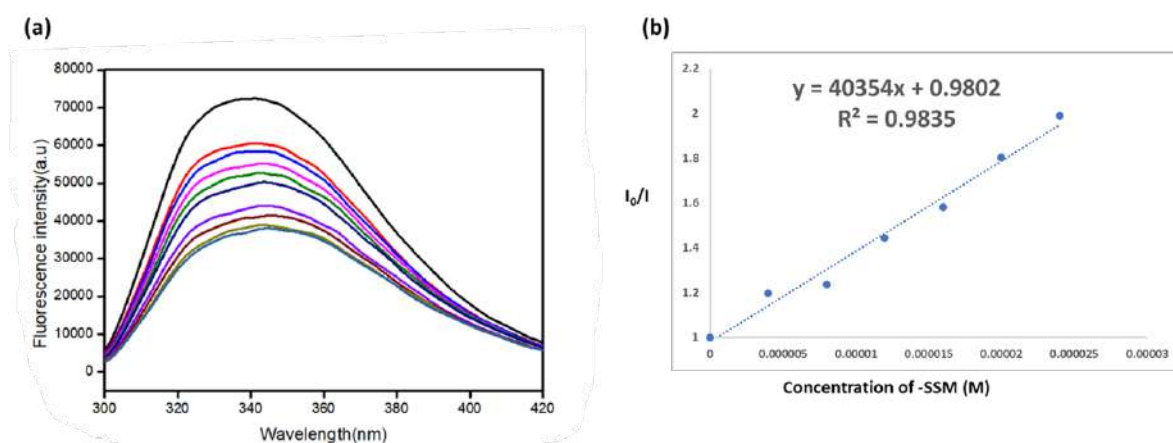 (a)
80000
70000
60000
50000
40000
30000
20000
10000
0
Fluorescence intensity(a.u)
300 320 340 360 380 400 420
Wavelength(nm)
(b)
2.2
2
1.8
1.6
1.4
1.2
1
I₀/I
y = 40354x + 0.9802
R² = 0.9835
0 0.000005 0.00001 0.000015 0.00002 0.000025 0.00003
Concentration of -SSM (M)